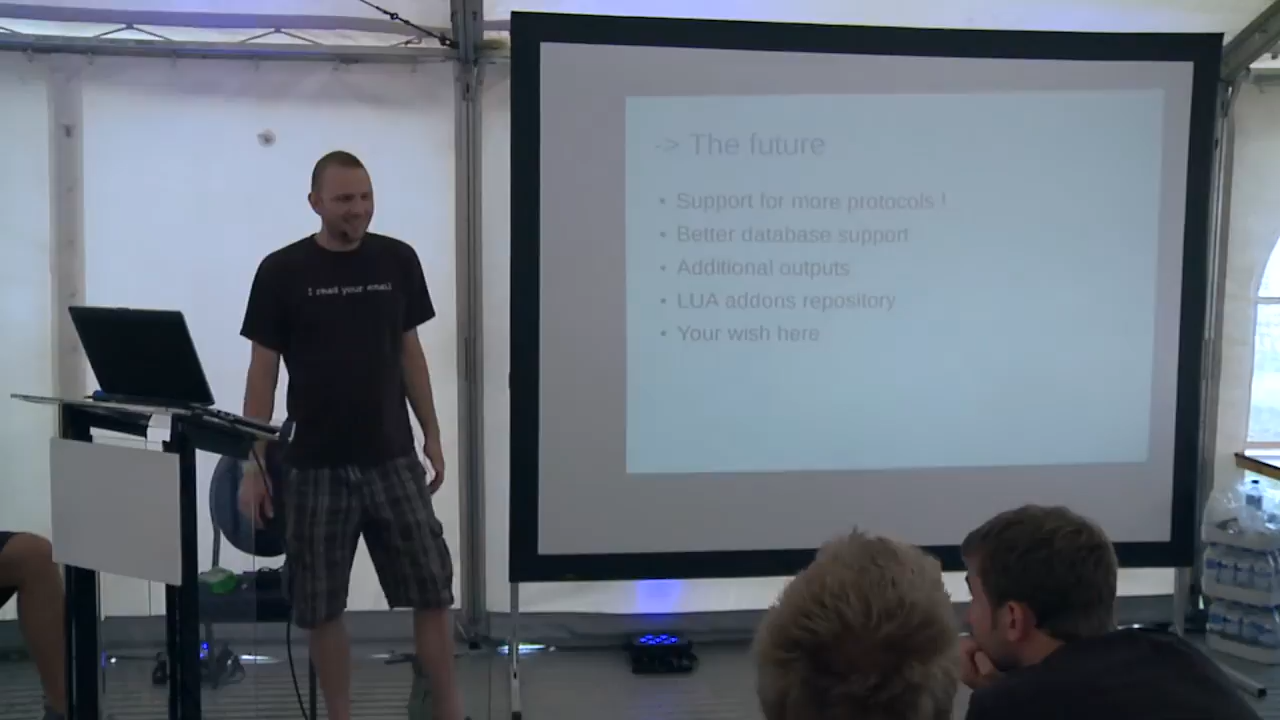 I read your email
-> The future
• Support for more protocols !
• Better database support
• Additional outputs
• LUA addons repository
• Your wish here